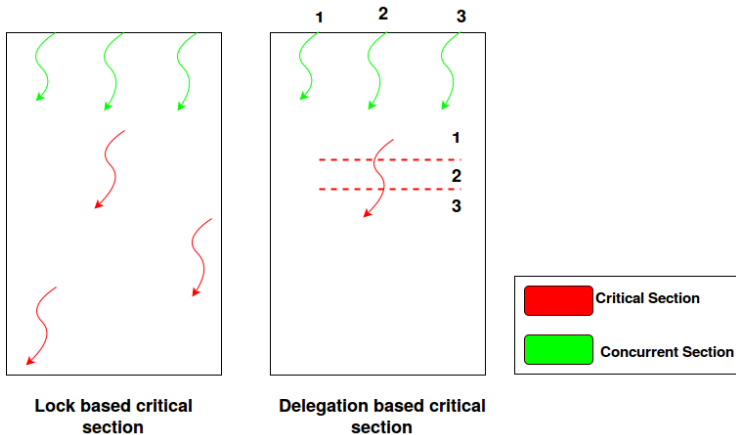 1 2 3
1
2
3
Critical Section
Concurrent Section
Lock based critical
section
Delegation based critical
section